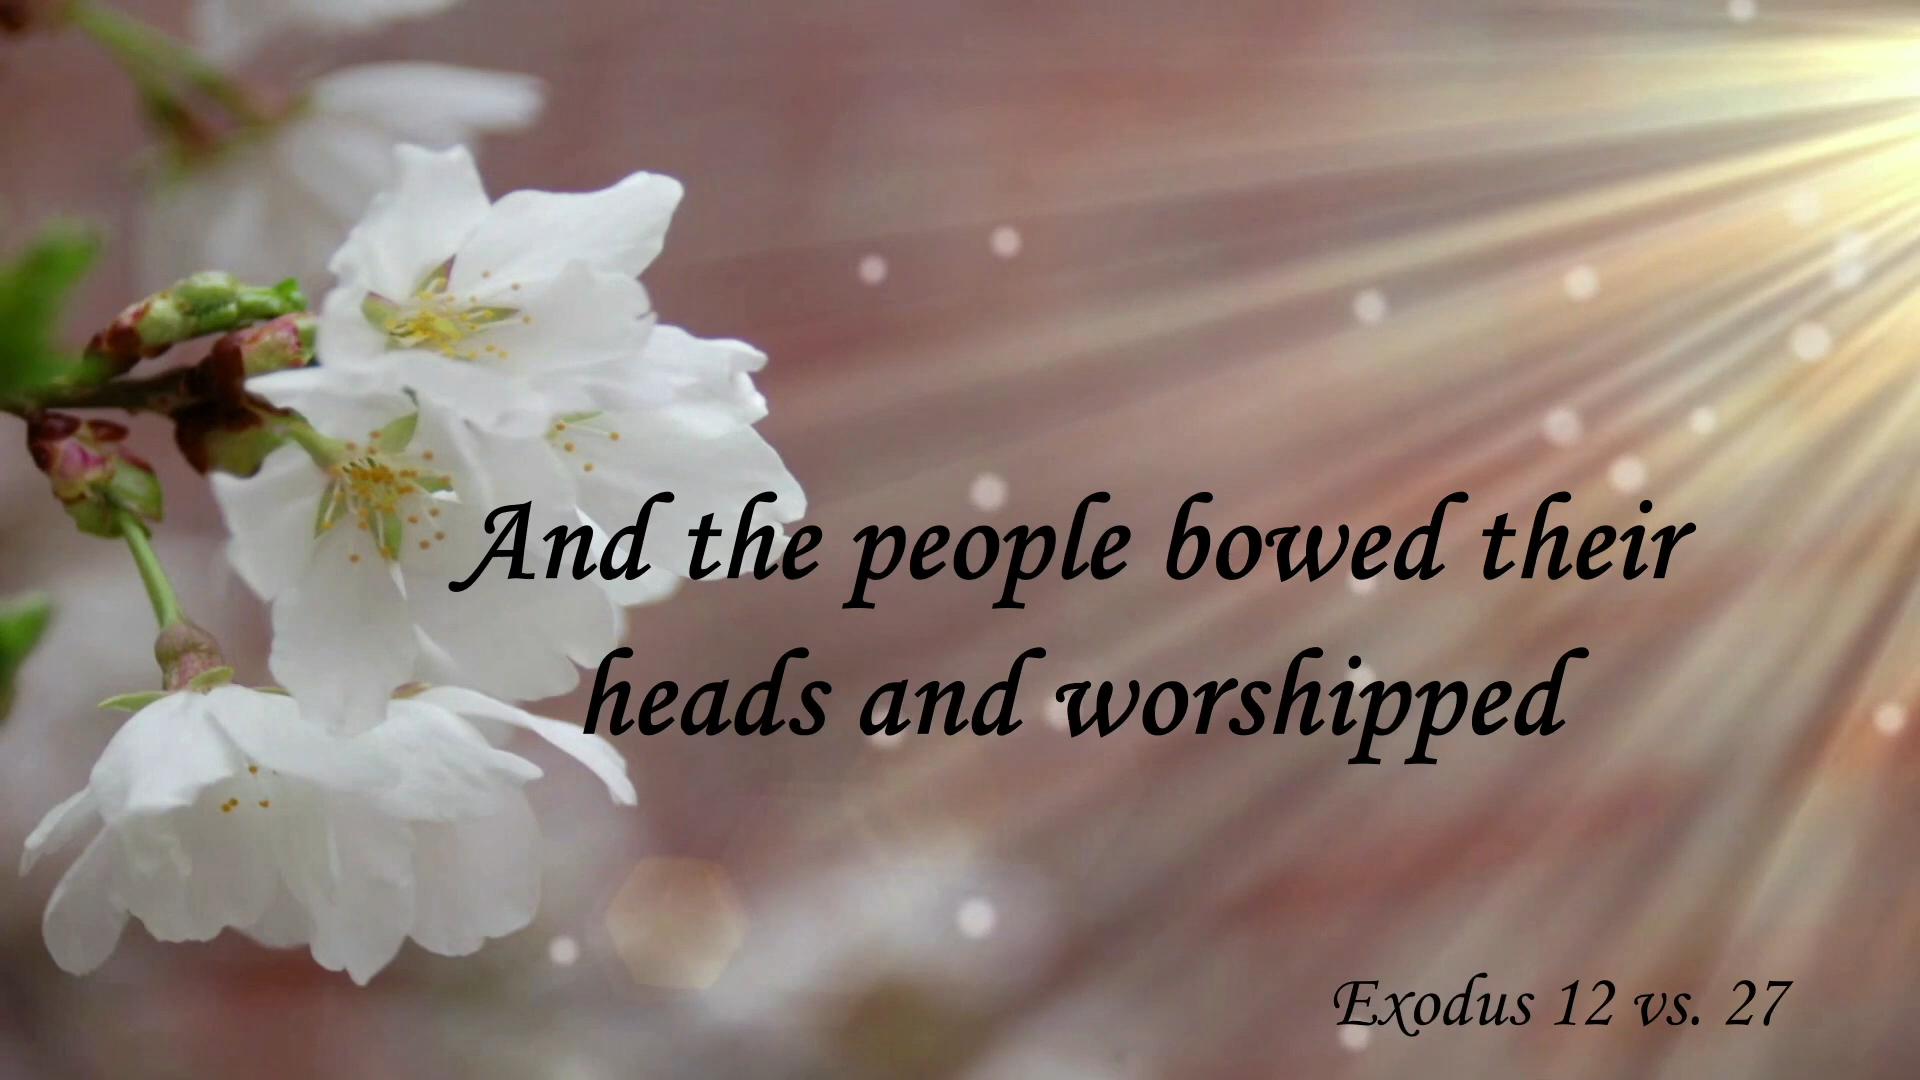 And the people bowed their
heads and worshipped
Exodus 12 vs. 27